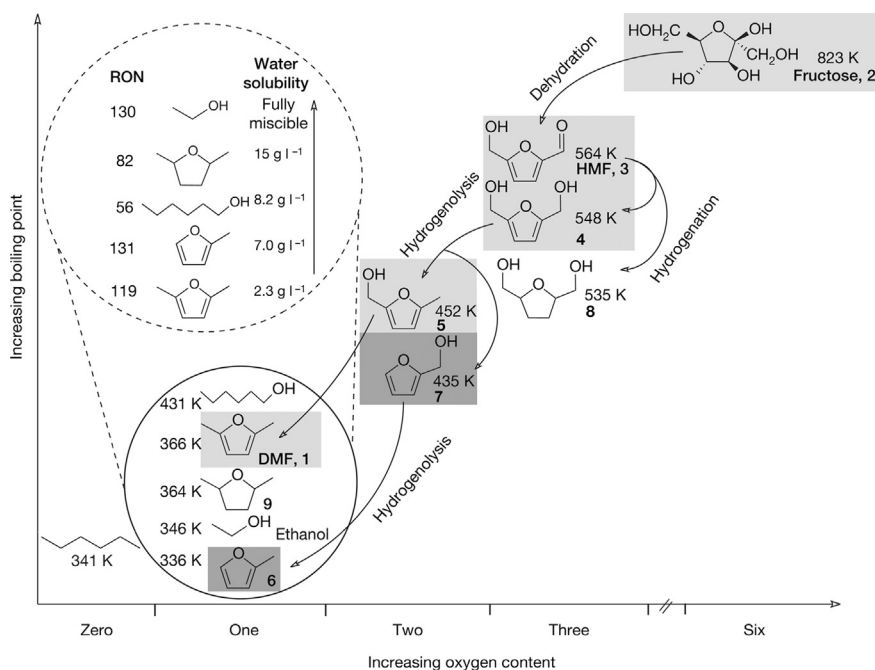 HOH₂C
O
OH
CH₂OH
HO
OH
823 K
Fructose, 2
Dehydration
RON
Water
solubility
130
OH
Fully
miscible
82
O
15 g l⁻¹
56
OH
8.2 g l⁻¹
131
O
7.0 g l⁻¹
119
O
2.3 g l⁻¹
OH
O
O
564 K
HMF, 3
OH
OH
O
548 K
4
Hydrogenolysis
Hydrogenation
OH
OH
O
535 K
8
OH
O
452 K
5
OH
O
435 K
7
Hydrogenolysis
431 K
OH
366 K
O
DMF, 1
364 K
O
9
346 K
OH
Ethanol
336 K
O
6
341 K
Increasing boiling point
Zero
One
Two
Three
Six
Increasing oxygen content